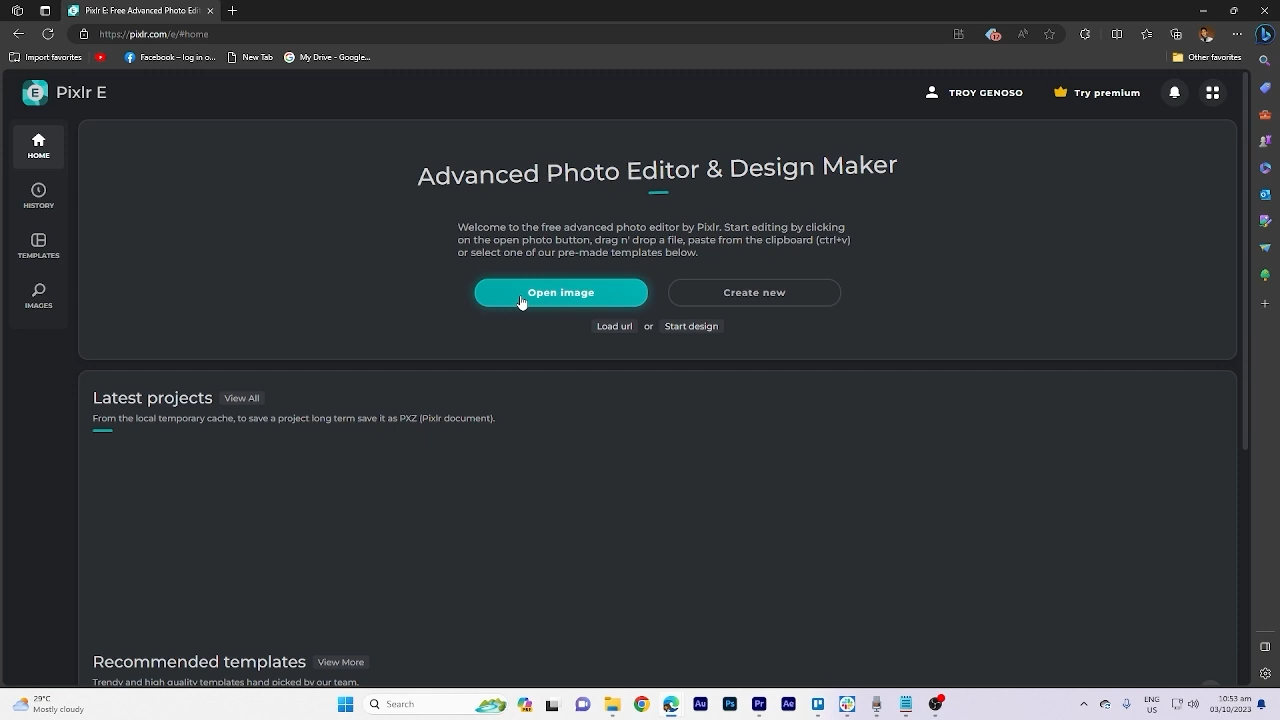 Pixlr E: Free Advanced Photo Edit
https://pixlr.com/e/#home
Import favorites
Facebook – log in o...
New Tab
My Drive - Google...
Other favorites
E
Pixlr E
TROY GENOSO
Try premium
HOME
HISTORY
TEMPLATES
IMAGES
Advanced Photo Editor & Design Maker
Welcome to the free advanced photo editor by Pixlr. Start editing by clicking
on the open photo button, drag n' drop a file, paste from the clipboard (ctrl+v)
or select one of our pre-made templates below.
Open image
Create new
Load url or Start design
Latest projects View All
From the local temporary cache, to save a project long term save it as PXZ (Pixlr document).
Recommended templates View More
Trendy and high quality templates hand picked by our team.
29°C
Mostly cloudy
Search
Au
Ps
Pr
Ae
ENG
US
10:53 am
03/10/2023